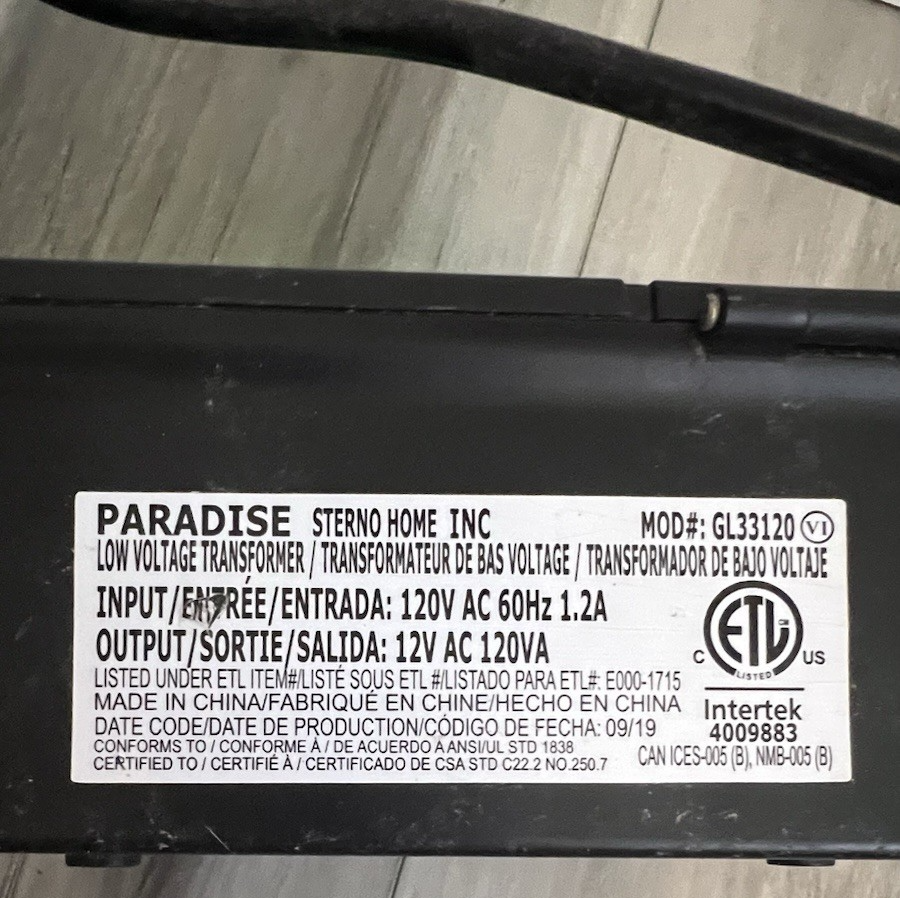 PARADISE STERNO HOME INC MOD#: GL33120 VI
LOW VOLTAGE TRANSFORMER / TRANSFORMATEUR DE BAS VOLTAGE / TRANSFORMADOR DE BAJO VOLTAJE
INPUT/ENTRÉE/ENTRADA: 120V AC 60Hz 1.2A
OUTPUT/SORTIE/SALIDA: 12V AC 120VA
LISTED UNDER ETL ITEM#/LISTÉ SOUS ETL #/LISTADO PARA ETL#: E000-1715
MADE IN CHINA/FABRIQUÉ EN CHINE/HECHO EN CHINA
DATE CODE/DATE DE PRODUCTION/CÓDIGO DE FECHA: 09/19
CONFORMS TO / CONFORME À / DE ACUERDO A ANSI/UL STD 1838
CERTIFIED TO / CERTIFIÉ À / CERTIFICADO DE CSA STD C22.2 NO.250.7
ETL CM
LISTED
C US
Intertek
4009883
CAN ICES-005 (B), NMB-005 (B)